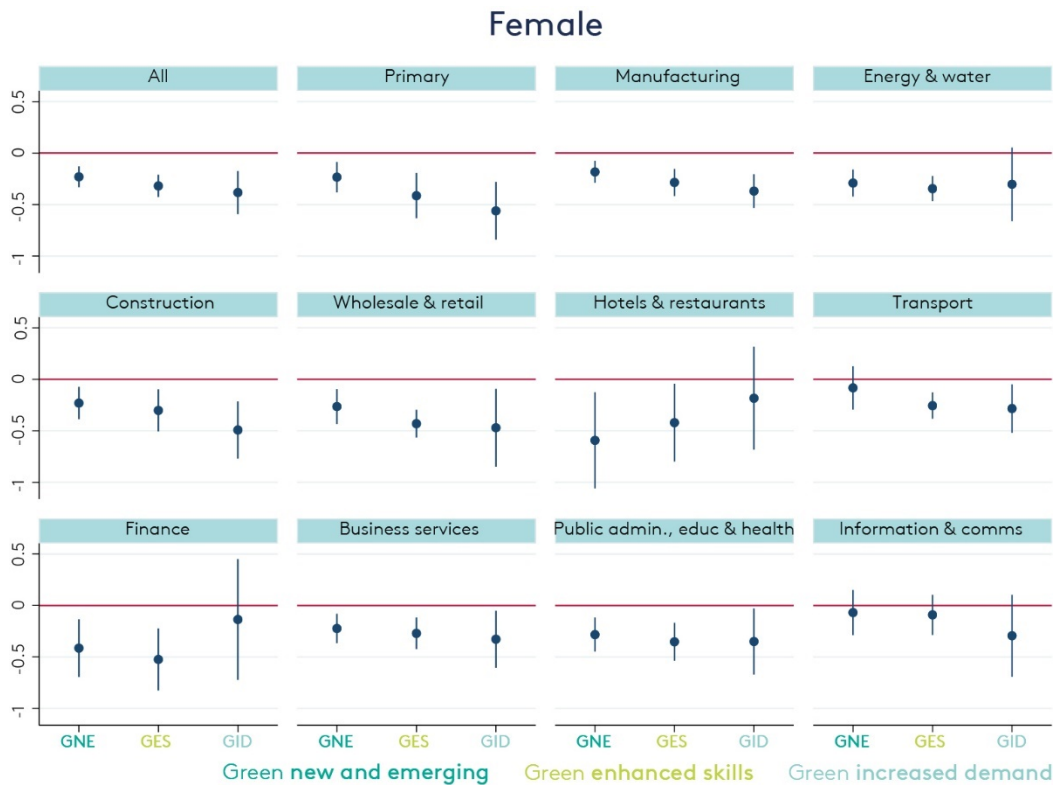 Female
All Primary Manufacturing Energy & water
0.5
0
-0.5
-1
Construction Wholesale & retail Hotels & restaurants Transport
0.5
0
-0.5
-1
Finance Business services Public admin., educ & health Information & comms
0.5
0
-0.5
-1
GNE GES GID GNE GES GID GNE GES GID GNE GES GID
Green new and emerging Green enhanced skills Green increased demand